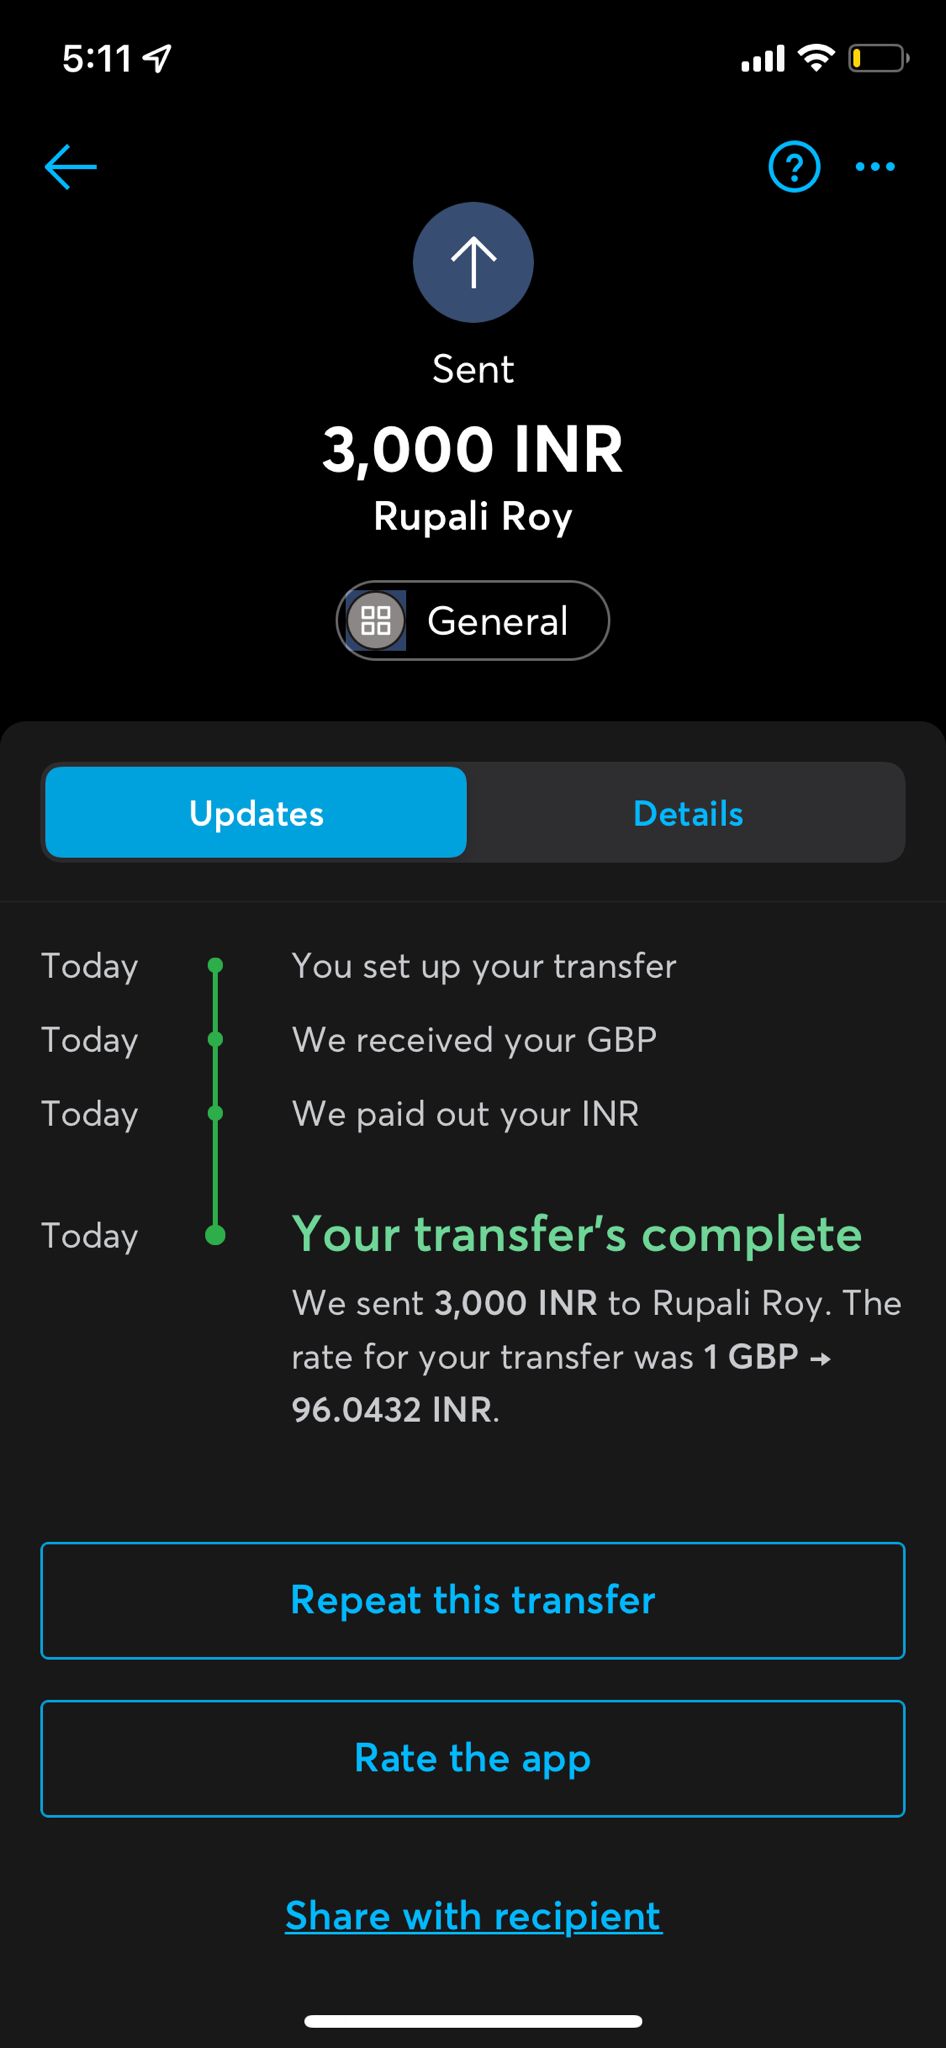 5:11
Sent
3,000 INR
Rupali Roy
General
Updates
Details
Today
You set up your transfer
Today
We received your GBP
Today
We paid out your INR
Today
Your transfer's complete
We sent 3,000 INR to Rupali Roy. The
rate for your transfer was 1 GBP →
96.0432 INR.
Repeat this transfer
Rate the app
Share with recipient